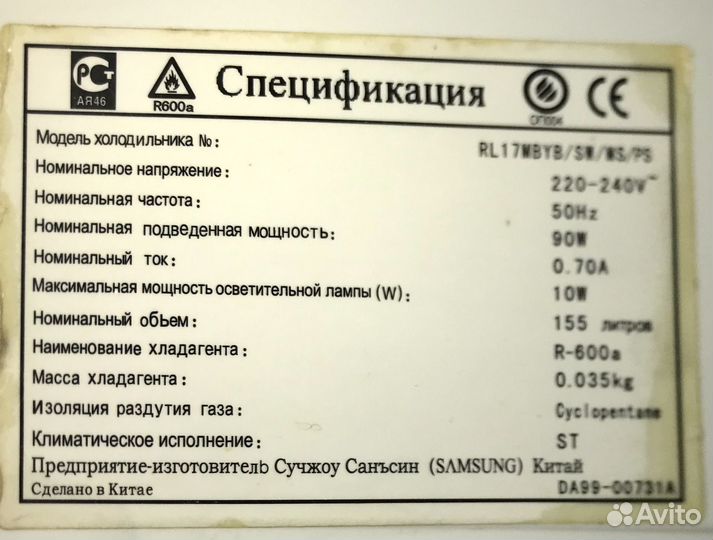 РСТ
АЯ46
R600a
Спецификация
ОП004
CE
Модель холодильника №: RL17MBYB/SW/MS/PS
Номинальное напряжение: 220-240V~
Номинальная частота: 50Hz
Номинальная подведенная мощность: 90W
Номинальный ток: 0.70A
Максимальная мощность осветительной лампы (W): 10W
Номинальный обьем: 155 литров
Наименование хладагента: R-600a
Масса хладагента: 0.035kg
Изоляция раздутия газа: Cyclopentane
Климатическое исполнение: ST
Предприятие-изготовитель Сучжоу Санъсин (SAMSUNG) Китай
Сделано в Китае DA99-00731A
Avito